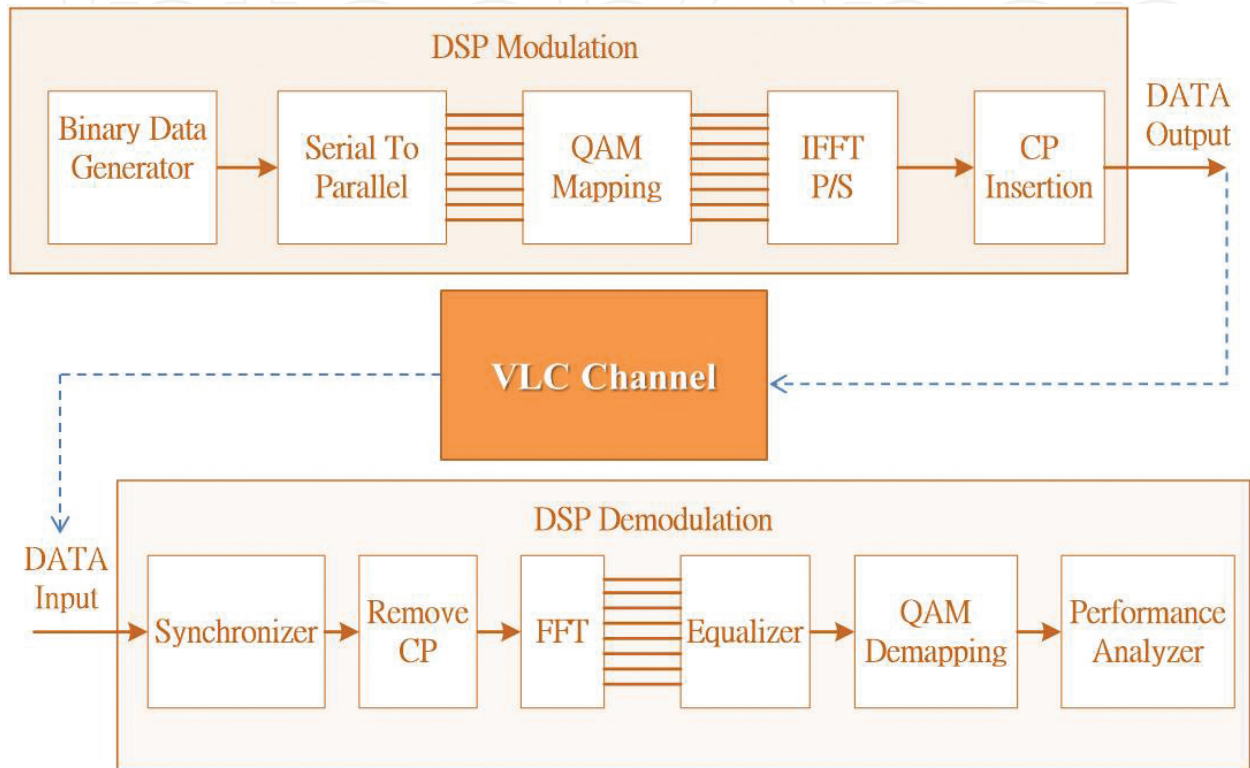 DSP Modulation
Binary Data
Generator
Serial To
Parallel
QAM
Mapping
IFFT
P/S
CP
Insertion
DATA
Output
VLC Channel
DSP Demodulation
DATA
Input
Synchronizer
Remove
CP
FFT
Equalizer
QAM
Demapping
Performance
Analyzer